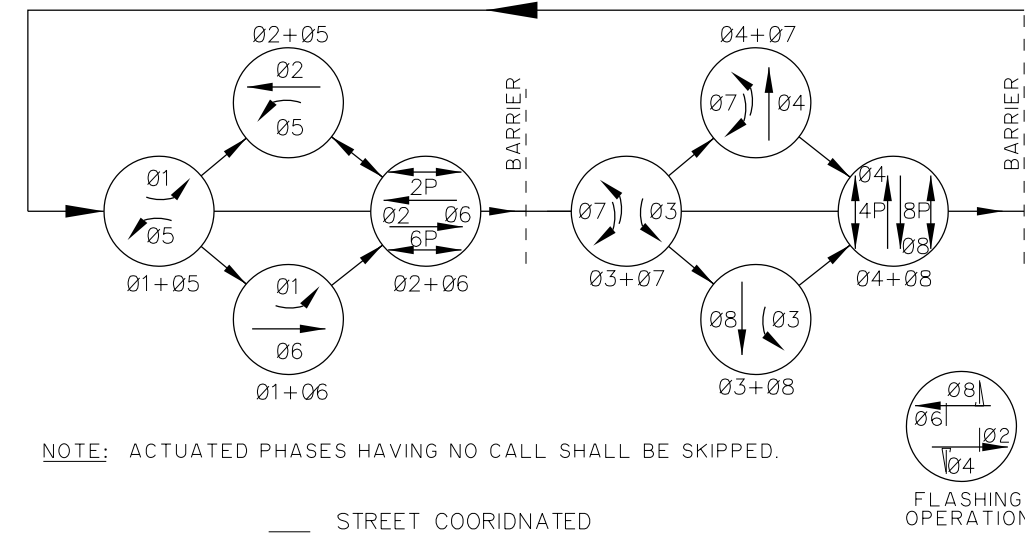 Ø2+Ø5
Ø2
Ø5
Ø1
Ø5
Ø1+Ø5
2P
Ø2 Ø6
6P
Ø2+Ø6
Ø1
Ø6
Ø1+Ø6
BARRIER
Ø4+Ø7
Ø7 Ø4
Ø7 Ø3
Ø3+Ø7
Ø4
4P 8P
Ø8
Ø4+Ø8
Ø8 Ø3
Ø3+Ø8
BARRIER
Ø8
Ø6
Ø2
Ø4
FLASHING
OPERATION
NOTE: ACTUATED PHASES HAVING NO CALL SHALL BE SKIPPED.
___ STREET COORIDNATED